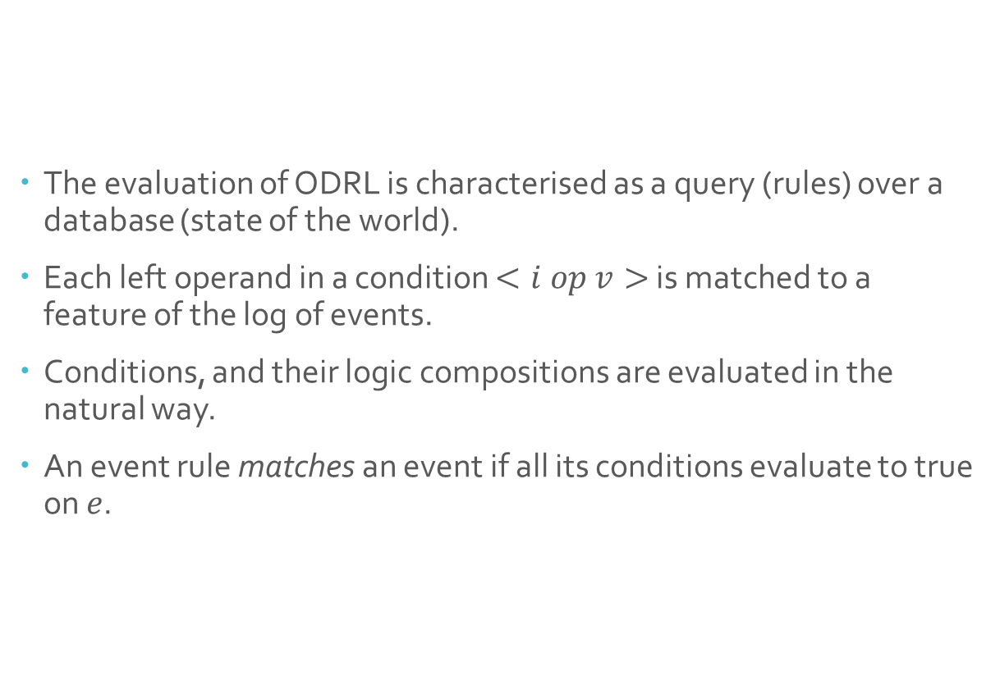 • The evaluation of ODRL is characterised as a query (rules) over a
database (state of the world).
• Each left operand in a condition < i op v > is matched to a
feature of the log of events.
• Conditions, and their logic compositions are evaluated in the
natural way.
• An event rule matches an event if all its conditions evaluate to true
on e.